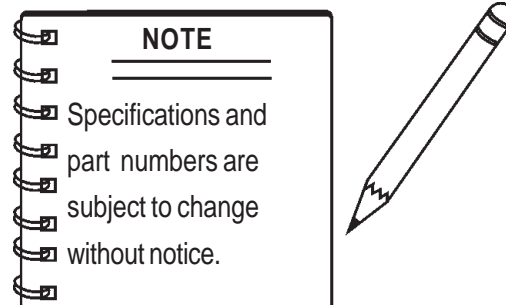 NOTE
Specifications and
part numbers are
subject to change
without notice.